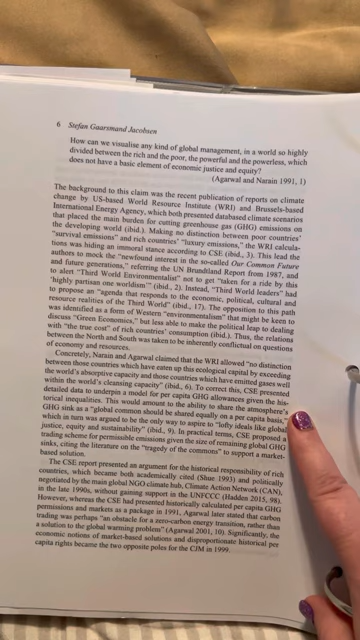 6 Stefan Gaarsmand Jacobsen
How can we visualise any kind of global management, in a world so highly
divided between the rich and the poor, the powerful and the powerless, which
does not have a basic element of economic justice and equity?
(Agarwal and Narain 1991, 1)
The background to this claim was the recent publication of reports on climate
change by US-based World Resource Institute (WRI) and Brussels-based
International Energy Agency, which both presented databased climate scenarios
that placed the main burden for cutting greenhouse gas (GHG) emissions on
the developing world (ibid.). Making no distinction between poor countries'
"survival emissions" and rich countries' "luxury emissions," the WRI calcula-
tions was hiding an immoral stance according to CSE (ibid., 3). This lead the
authors to mock the "newfound interest in the so-called Our Common Future
and future generations," referring the UN Brundtland Report from 1987, and
to alert "Third World Environmentalist" not to get "taken for a ride by this
'highly partisan one worldism'" (ibid., 2). Instead, "Third World leaders" had
to propose an "agenda that responds to the economic, political, cultural and
resource realities of the Third World" (ibid., 17). The opposition to this path
was identified as a form of Western "environmentalism" that might be keen to
discuss "Green Economics," but less able to make the political leap to dealing
with "the true cost" of rich countries' consumption (ibid.). Thus, the relations
between the North and South was taken to be inherently conflictual on questions
of economy and resources.
Concretely, Narain and Agarwal claimed that the WRI allowed "no distinction
between those countries which have eaten up this ecological capital by exceeding
the world's absorptive capacity and those countries which have emitted gases well
within the world's cleansing capacity" (ibid., 6). To correct this, CSE presented
detailed data to underpin a model for per capita GHG allowances given the his-
torical inequalities. This would amount to the ability to share the atmosphere's
GHG sink as a "global common should be shared equally on a per capita basis,"
which in turn was argued to be the only way to aspire to "lofty ideals like global
justice, equity and sustainability" (ibid., 9). In practical terms, CSE proposed a
trading scheme for permissible emissions given the size of remaining global GHG
sinks, citing the literature on the "tragedy of the commons" to support a market-
based solution.
The CSE report presented an argument for the historical responsibility of rich
countries, which became both academically cited (Shue 1993) and politically
negotiated by the main global NGO climate hub, Climate Action Network (CAN),
in the late 1990s, without gaining support in the UNFCCC (Hadden 2015, 98).
However, whereas the CSE had presented historically calculated per capita GHG
permissions and markets as a package in 1991, Agarwal later stated that carbon
trading was perhaps "an obstacle for a zero-carbon energy transition, rather than
a solution to the global warming problem" (Agarwal 2001, 10). Significantly, the
economic notions of market-based solutions and disproportionate historical per
capita rights became the two opposite poles for the CJM in 1999.